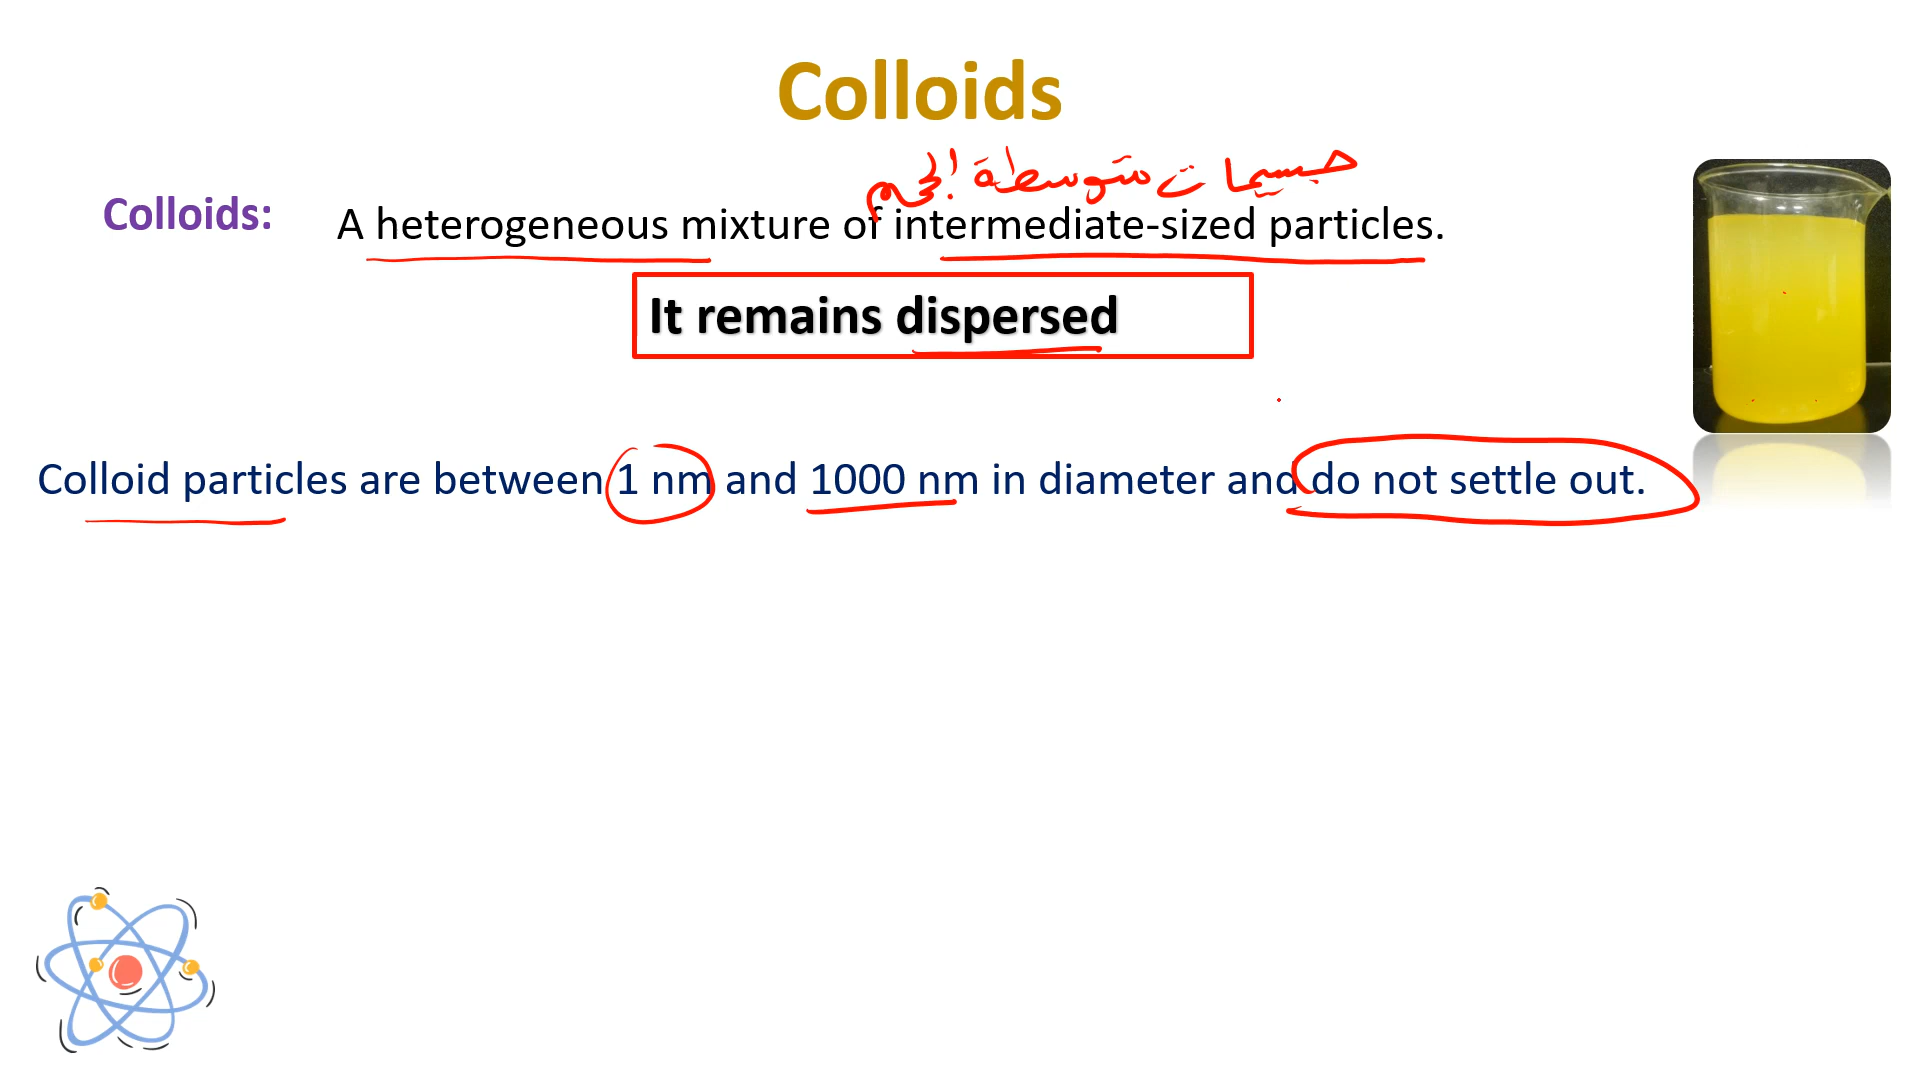 Colloids
جسيمات متوسطة الحجم
Colloids: A heterogeneous mixture of intermediate-sized particles.
It remains dispersed
Colloid particles are between 1 nm and 1000 nm in diameter and do not settle out.